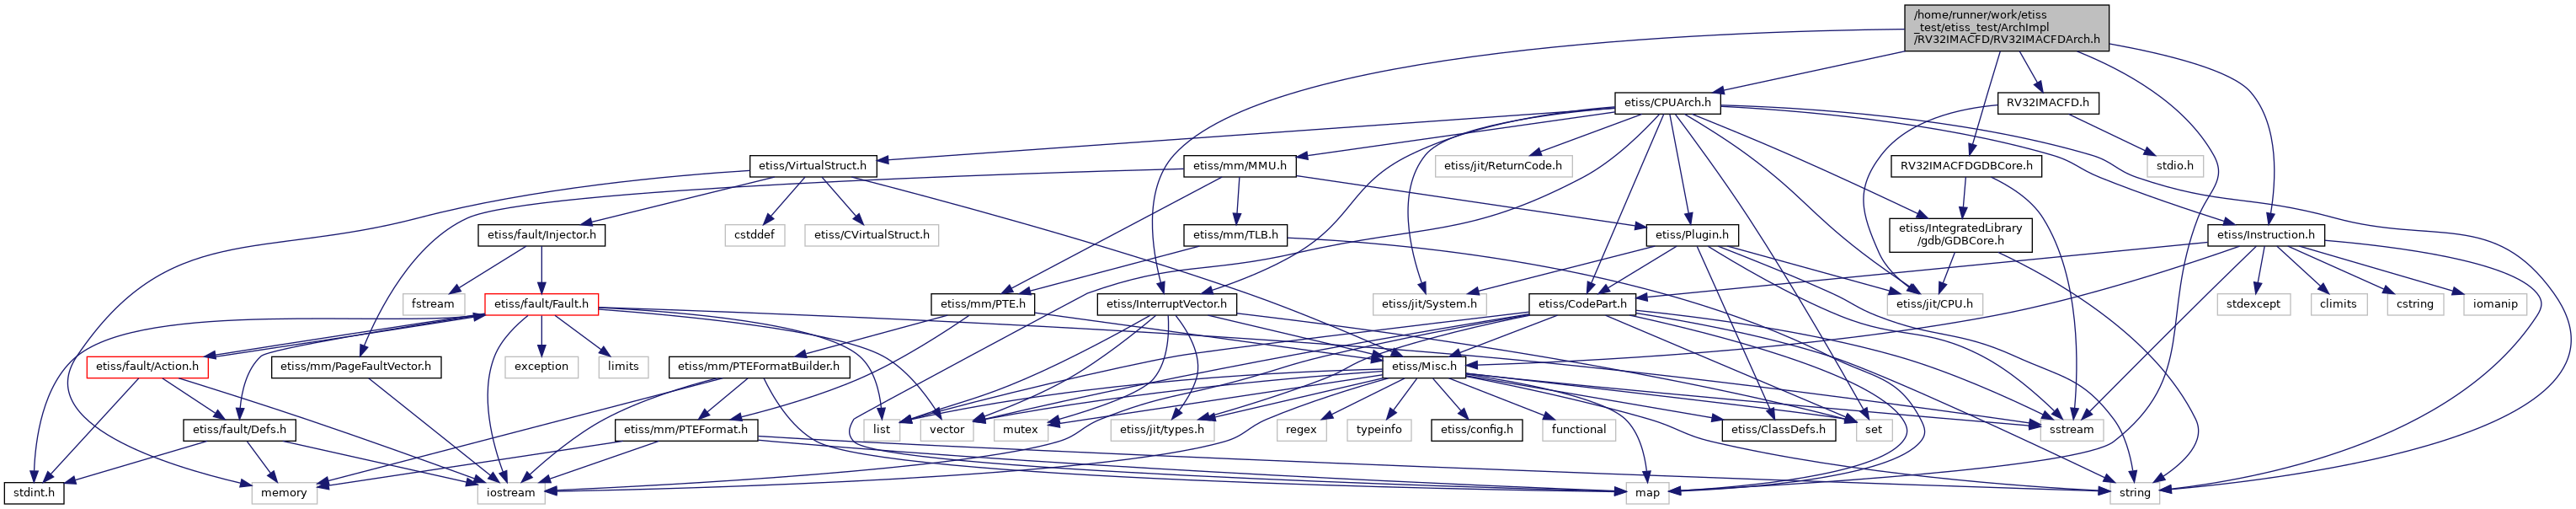 /home/runner/work/etiss
_test/etiss_test/ArchImpl
/RV32IMACFD/RV32IMACFDArch.h
etiss/CPUArch.h
RV32IMACFD.h
etiss/VirtualStruct.h
etiss/mm/MMU.h
etiss/jit/ReturnCode.h
RV32IMACFDGDBCore.h
stdio.h
etiss/fault/Injector.h
cstddef
etiss/CVirtualStruct.h
etiss/mm/TLB.h
etiss/Plugin.h
etiss/IntegratedLibrary
/gdb/GDBCore.h
etiss/Instruction.h
fstream
etiss/fault/Fault.h
etiss/mm/PTE.h
etiss/InterruptVector.h
etiss/jit/System.h
etiss/CodePart.h
etiss/jit/CPU.h
stdexcept
climits
cstring
iomanip
etiss/fault/Action.h
etiss/mm/PageFaultVector.h
exception
limits
etiss/mm/PTEFormatBuilder.h
etiss/Misc.h
etiss/fault/Defs.h
etiss/mm/PTEFormat.h
list
vector
mutex
etiss/jit/types.h
regex
typeinfo
etiss/config.h
functional
etiss/ClassDefs.h
set
sstream
stdint.h
memory
iostream
map
string